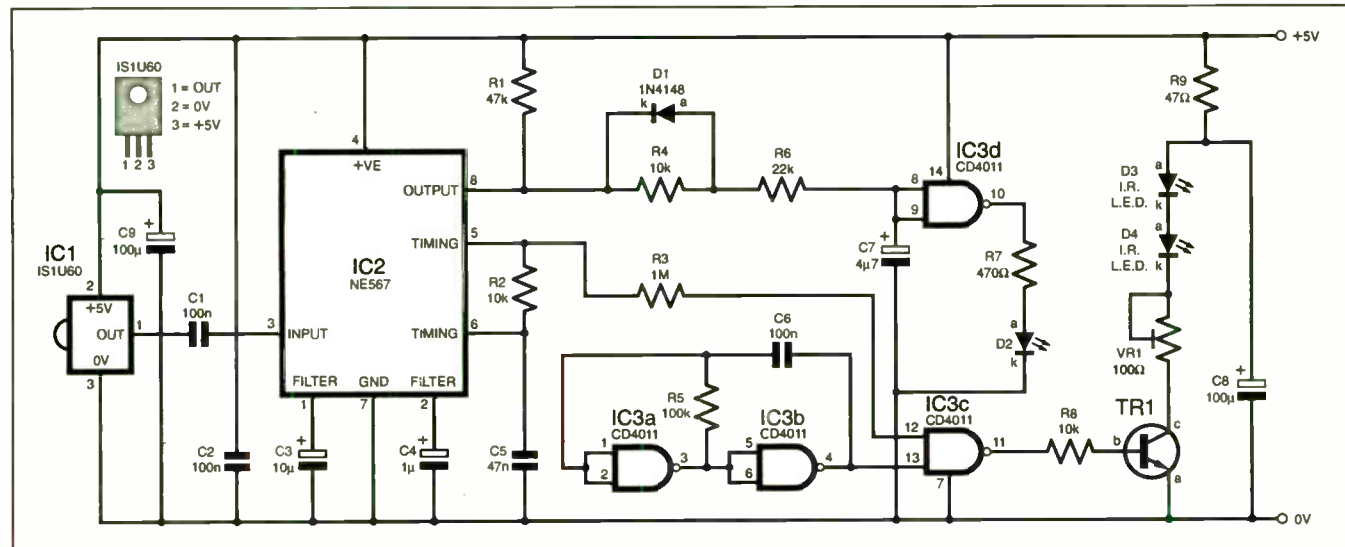 +5V
IS1U60
1 = OUT
2 = 0V
3 = +5V
1 2 3
R1
47k
D1
1N4148
k
a
R4
10k
R6
22k
R9
47Ω
4
+VE
OUTPUT
8
TIMING
5
IC2
NE567
3
INPUT
TIMING
6
FILTER
GND
FILTER
1
7
2
IC1
IS1U60
2
+5V
OUT
1
0V
3
C9
100µ
+
C1
100n
C2
100n
+
C3
10µ
+
C4
1µ
C5
47n
R2
10k
R3
1M
C6
100n
R5
100k
IC3a
CD4011
1
2
3
IC3b
CD4011
5
6
4
IC3c
CD4011
12
13
11
7
IC3d
CD4011
14
8
9
10
+
C7
4µ7
R7
470Ω
a
D2
k
R8
10k
TR1
b
c
a
a
D3
I.R.
L.E.D.
k
a
D4
I.R.
L.E.D.
k
VR1
100Ω
+
C8
100µ
0V